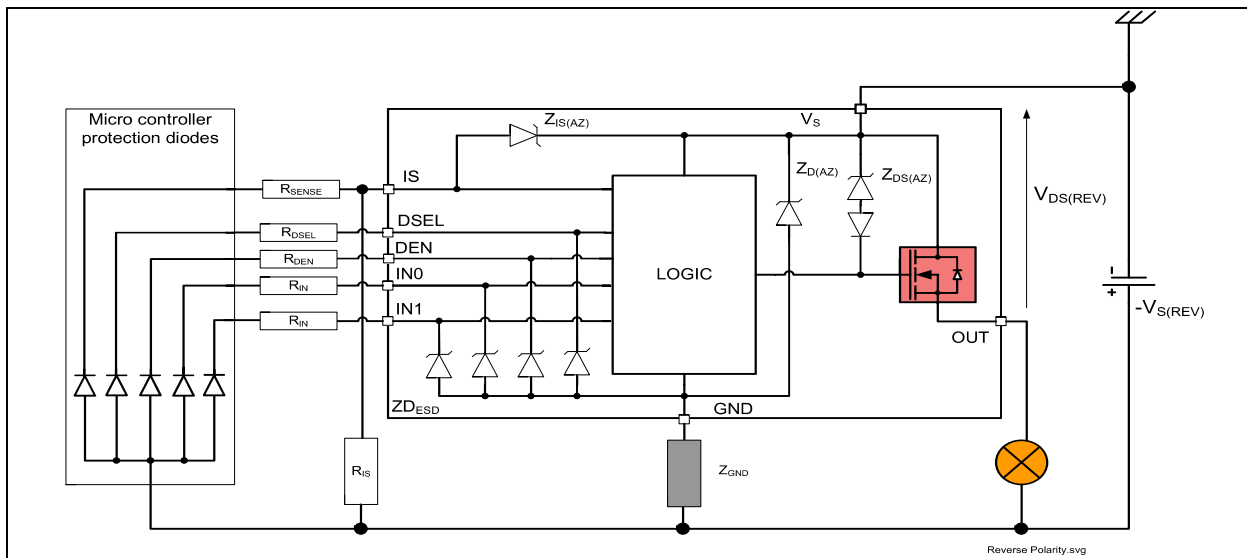 Micro controller
protection diodes
Z_IS(AZ)
V_S
Z_D(AZ)
Z_DS(AZ)
V_DS(REV)
IS
R_SENSE
DSEL
R_DSEL
DEN
R_DEN
IN0
R_IN
IN1
R_IN
LOGIC
-
+
-V_S(REV)
OUT
ZD_ESD
GND
R_IS
Z_GND
Reverse Polarity.svg